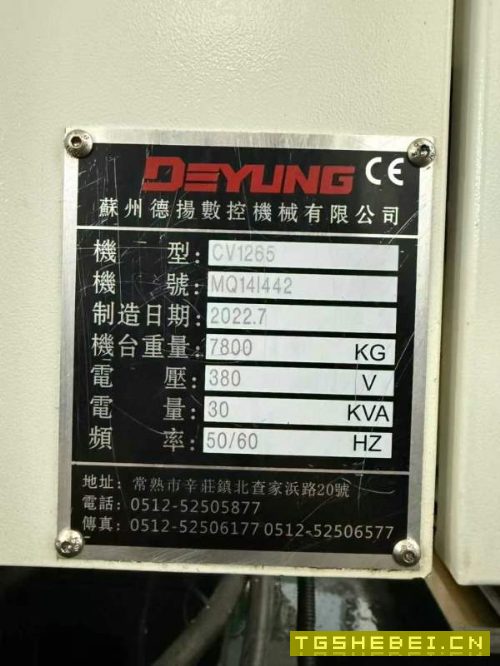 DEYUNG CE
蘇州德揚數控機械有限公司
機 型: CV1265
機 號: MQ14I442
制造日期: 2022.7
機台重量: 7800 KG
電 壓: 380 V
電 量: 30 KVA
頻 率: 50/60 HZ
地址: 常熟市辛莊鎮北查家浜路20號
電話: 0512-52505877
傳真: 0512-52506177 0512-52506577
TGSHEBEI.CN